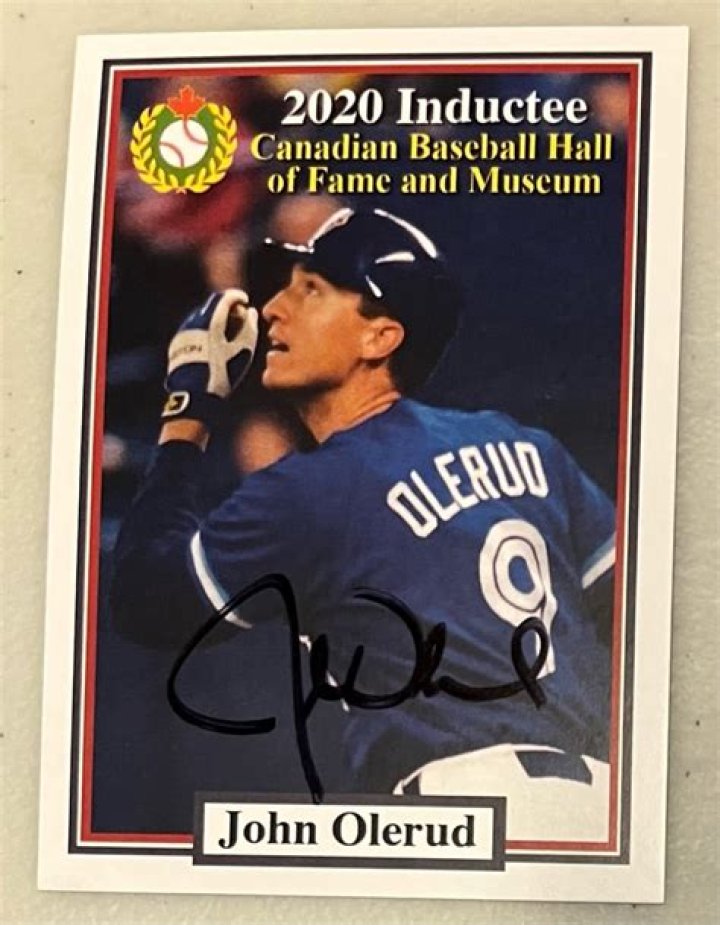 2020 Inductee
Canadian Baseball Hall
of Fame and Museum
OLERUD
9
John Olerud